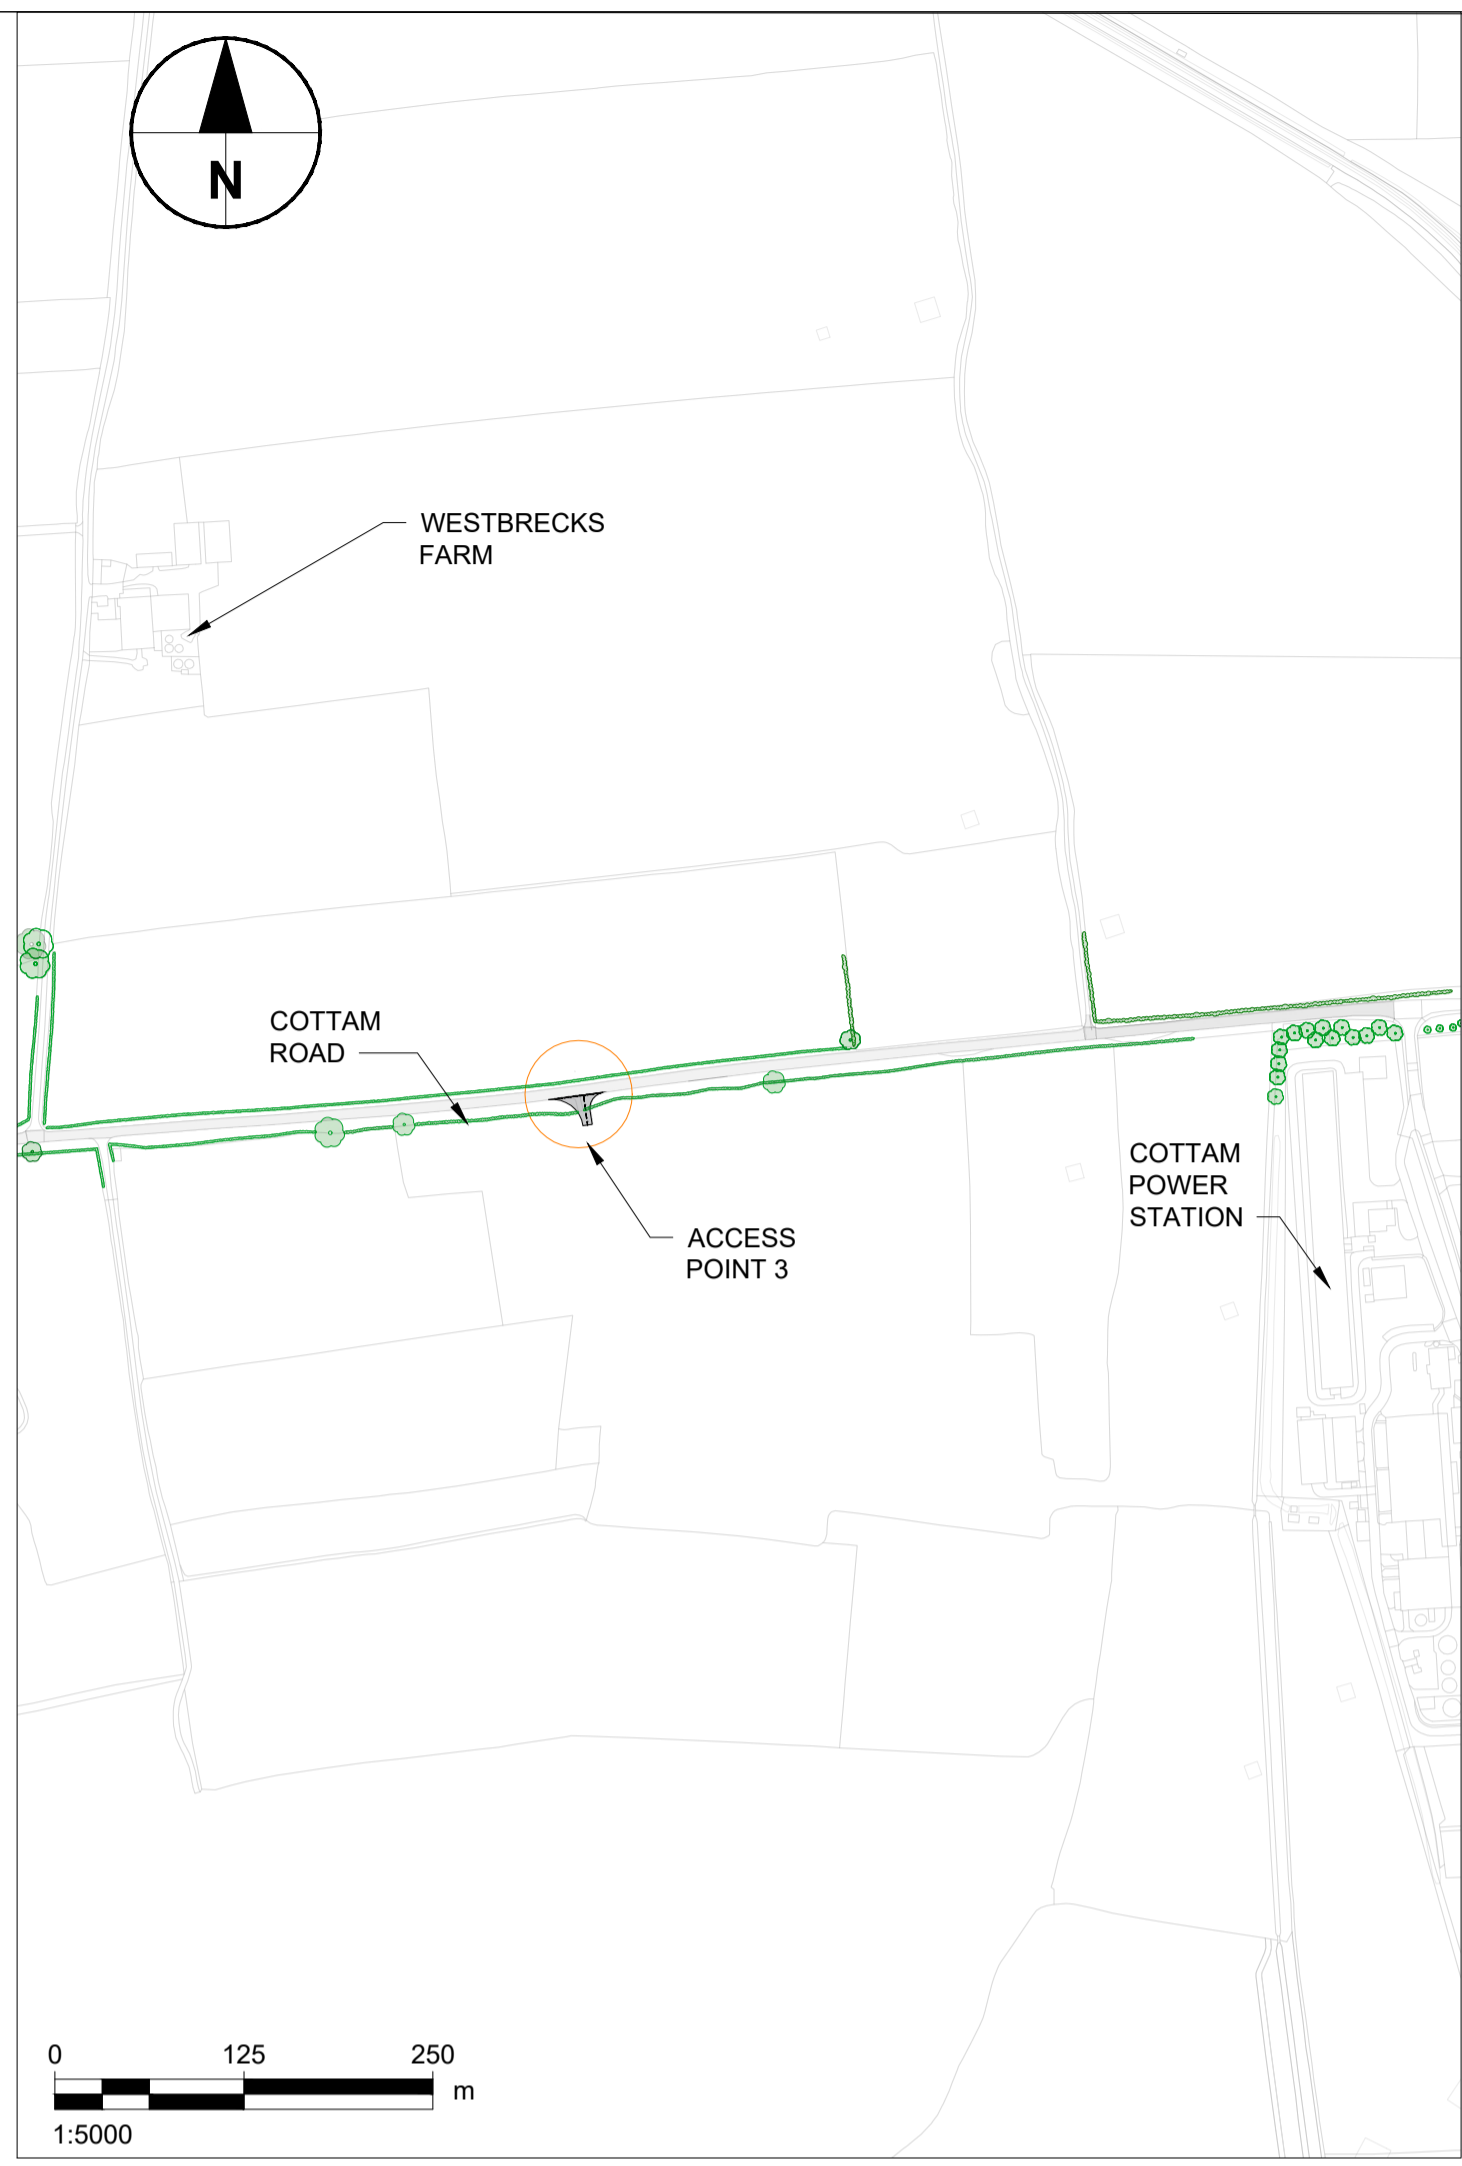 N
WESTBRECKS
FARM
COTTAM
ROAD
ACCESS
POINT 3
COTTAM
POWER
STATION
0 125 250
m
1:5000